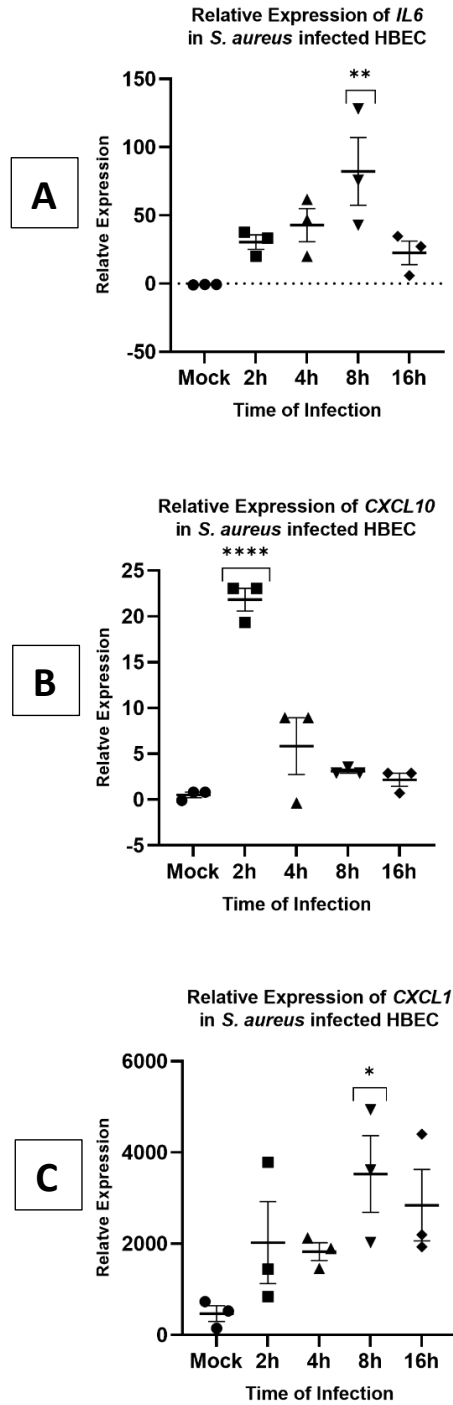 Relative Expression of IL6
in S. aureus infected HBEC
**
150
100
50
0
-50
Relatve Expression
A
Mock 2h 4h 8h 16h
Time of Infection
Relative Expression of CXCL10
in S. aureus infected HBEC
****
25
20
15
10
5
0
-5
Relatve Expression
B
Mock 2h 4h 8h 16h
Time of Infection
Relative Expression of CXCL1
in S. aureus infected HBEC
*
6000
4000
2000
0
Relatve Expression
C
Mock 2h 4h 8h 16h
Time of Infection